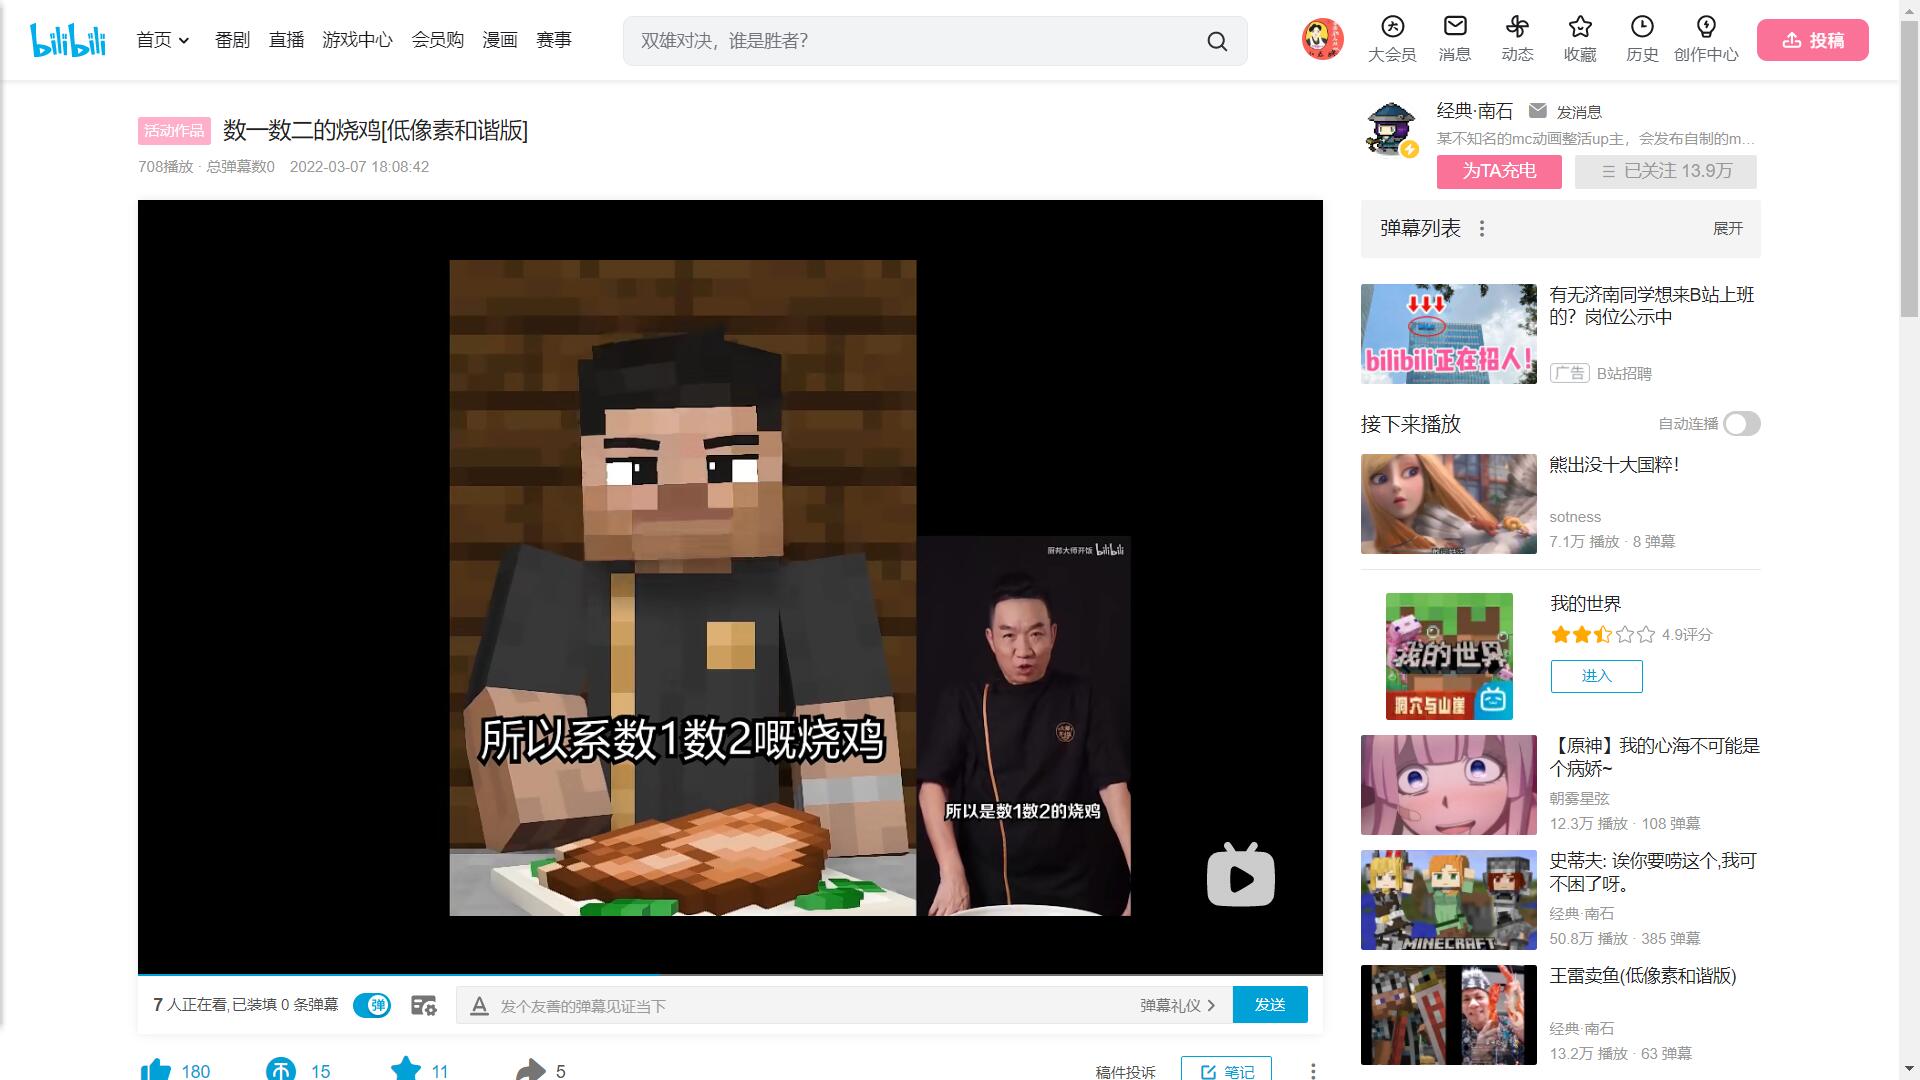 bilibili
首页
番剧
直播
游戏中心
会员购
漫画
赛事
双雄对决，谁是胜者？
大会员
消息
动态
收藏
历史
创作中心
投稿
活动作品
数一数二的烧鸡[低像素和谐版]
708播放 · 总弹幕数0
2022-03-07 18:08:42
经典·南石
发消息
某不知名的mc动画整活up主，会发布自制的m...
为TA充电
已关注 13.9万
弹幕列表
展开
厨邦大师开饭 bilibili
所以系数1数2嘅烧鸡
所以是数1数2的烧鸡
bilibili正在招人！
有无济南同学想来B站上班
的？岗位公示中
广告
B站招聘
接下来播放
自动连播
熊出没十大国粹！
sotness
7.1万 播放 · 8 弹幕
我的世界
洞穴与山崖
我的世界
4.9评分
进入
【原神】我的心海不可能是
个病娇~
朝雾星弦
12.3万 播放 · 108 弹幕
MINECRAFT
史蒂夫: 诶你要唠这个,我可
不困了呀。
经典·南石
50.8万 播放 · 385 弹幕
王雷卖鱼(低像素和谐版)
经典·南石
13.2万 播放 · 63 弹幕
7 人正在看,已装填 0 条弹幕
弹
A
发个友善的弹幕见证当下
弹幕礼仪
发送
180
15
11
5
稿件投诉
笔记